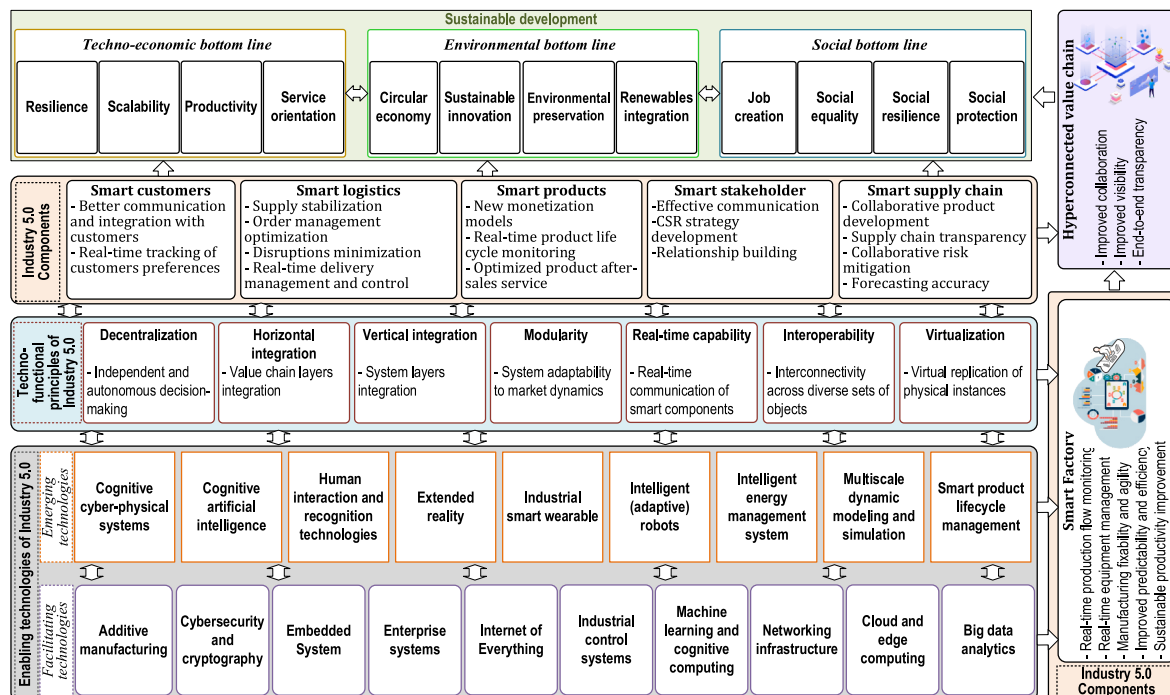 Sustainable development
Techno-economic bottom line
Resilience
Scalability
Productivity
Service
orientation
Environmental bottom line
Circular
economy
Sustainable
innovation
Environmental
preservation
Renewables
integration
Social bottom line
Job
creation
Social
equality
Social
resilience
Social
protection
Hyperconnected value chain
- Improved collaboration
- Improved visibility
- End-to-end transparency
Industry 5.0
Components
Smart customers
- Better communication
and integration with
customers
- Real-time tracking of
customers preferences
Smart logistics
- Supply stabilization
- Order management
optimization
- Disruptions minimization
- Real-time delivery
management and control
Smart products
- New monetization
models
- Real-time product life
cycle monitoring
- Optimized product after-
sales service
Smart stakeholder
-Effective communication
-CSR strategy
development
-Relationship building
Smart supply chain
- Collaborative product
development
- Supply chain transparency
- Collaborative risk
mitigation
- Forecasting accuracy
Techno-
functional
principles of
Industry 5.0
Decentralization
- Independent and
autonomous decision-
making
Horizontal
integration
- Value chain layers
integration
Vertical integration
- System layers
integration
Modularity
- System adaptability
to market dynamics
Real-time capability
- Real-time
communication of
smart components
Interoperability
- Interconnectivity
across diverse sets of
objects
Virtualization
- Virtual replication of
physical instances
Enabling technologies of Industry 5.0
Emerging
technologies
Cognitive
cyber-physical
systems
Cognitive
artificial
intelligence
Human
interaction and
recognition
technologies
Extended
reality
Industrial
smart wearable
Intelligent
(adaptive)
robots
Intelligent
energy
management
system
Multiscale
dynamic
modeling and
simulation
Smart product
lifecycle
management
Facilitating
technologies
Additive
manufacturing
Cybersecurity
and
cryptography
Embedded
System
Enterprise
systems
Internet of
Everything
Industrial
control
systems
Machine
learning and
cognitive
computing
Networking
infrastructure
Cloud and
edge
computing
Big data
analytics
Smart Factory
- Real-time production flow monitoring
- Real-time equipment management
- Manufacturing fixability and agility
- Improved predictability and efficiency
- Sustainable productivity improvement
Industry 5.0
Components